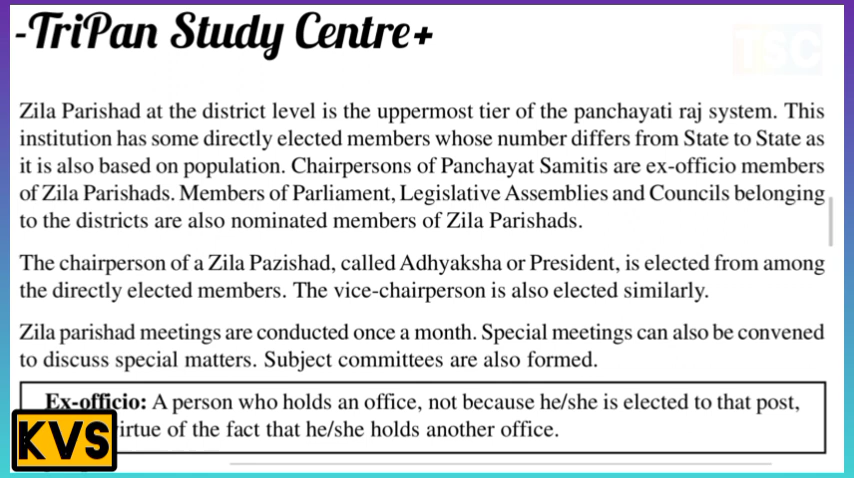 -TriPan Study Centre+
TSC
Zila Parishad at the district level is the uppermost tier of the panchayati raj system. This
institution has some directly elected members whose number differs from State to State as
it is also based on population. Chairpersons of Panchayat Samitis are ex-officio members
of Zila Parishads. Members of Parliament, Legislative Assemblies and Councils belonging
to the districts are also nominated members of Zila Parishads.
The chairperson of a Zila Pazishad, called Adhyaksha or President, is elected from among
the directly elected members. The vice-chairperson is also elected similarly.
Zila parishad meetings are conducted once a month. Special meetings can also be convened
to discuss special matters. Subject committees are also formed.
Ex-officio: A person who holds an office, not because he/she is elected to that post,
of the fact that he/she holds another office.
KVS